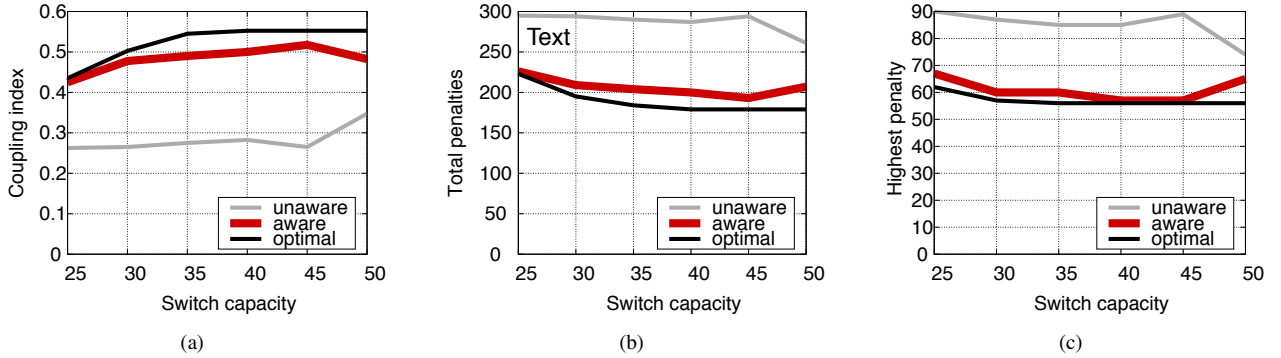 0.6
0.5
0.4
0.3
0.2
0.1
0
Coupling index
25 30 35 40 45 50
Switch capacity
unaware
aware
optimal
(a)
300
250
200
150
100
50
0
Total penalties
Text
25 30 35 40 45 50
Switch capacity
unaware
aware
optimal
(b)
90
80
70
60
50
40
30
20
10
0
Highest penalty
25 30 35 40 45 50
Switch capacity
unaware
aware
optimal
(c)